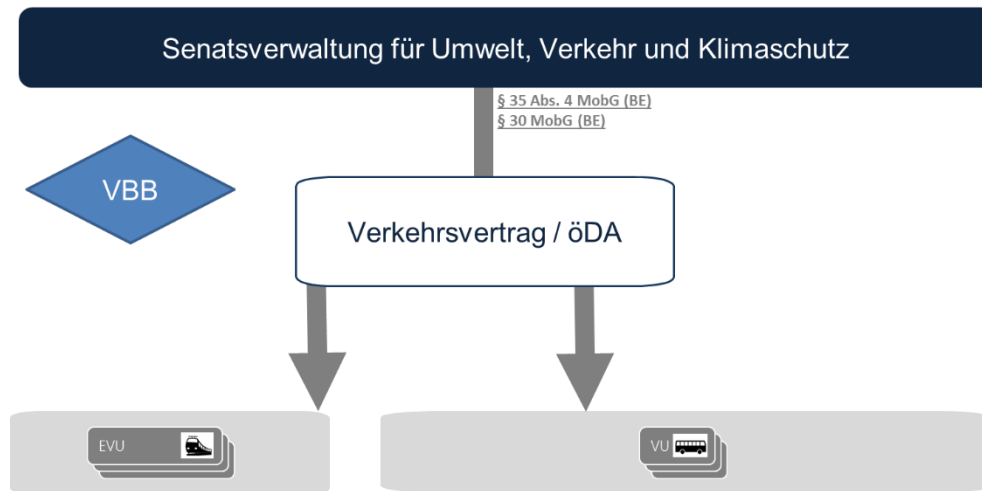 Senatsverwaltung für Umwelt, Verkehr und Klimaschutz
§ 35 Abs. 4 MobG (BE)
§ 30 MobG (BE)
VBB
Verkehrsvertrag / öDA
EVU
VU